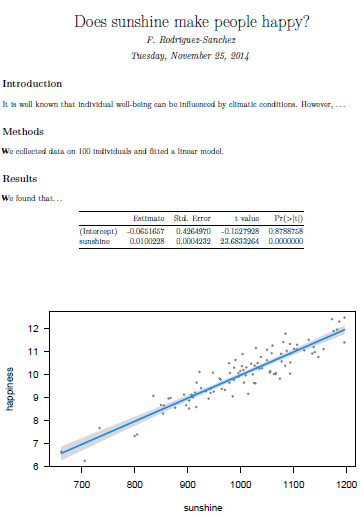 Does sunshine make people happy?
F. Rodriguez-Sanchez
Tuesday, November 25, 2014
Introduction
It is well known that individual well-being can be influenced by climatic conditions. However, ...
Methods
We collected data on 100 individuals and fitted a linear model.
Results
We found that...
Estimate Std. Error t value Pr(>|t|)
(Intercept) -0.0651657 0.4264970 -0.1527928 0.8788758
sunshine 0.0100228 0.0004232 23.6833264 0.0000000
12
11
10
9
8
7
6
happiness
700 800 900 1000 1100 1200
sunshine